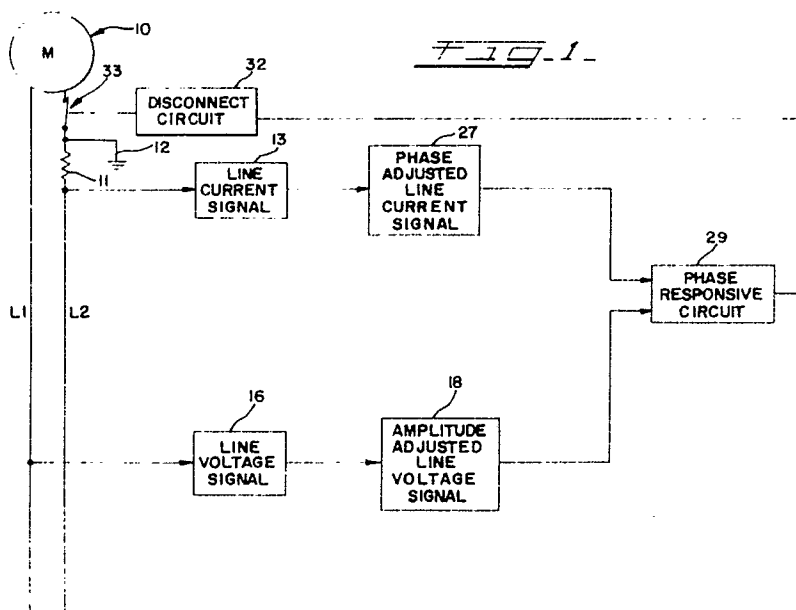 10
M
33
32
Fig. 1.
DISCONNECT
CIRCUIT
12
13
27
11
LINE
CURRENT
SIGNAL
PHASE
ADJUSTED
LINE
CURRENT
SIGNAL
29
PHASE
RESPONSIVE
CIRCUIT
L1
L2
16
18
LINE
VOLTAGE
SIGNAL
AMPLITUDE
ADJUSTED
LINE
VOLTAGE
SIGNAL